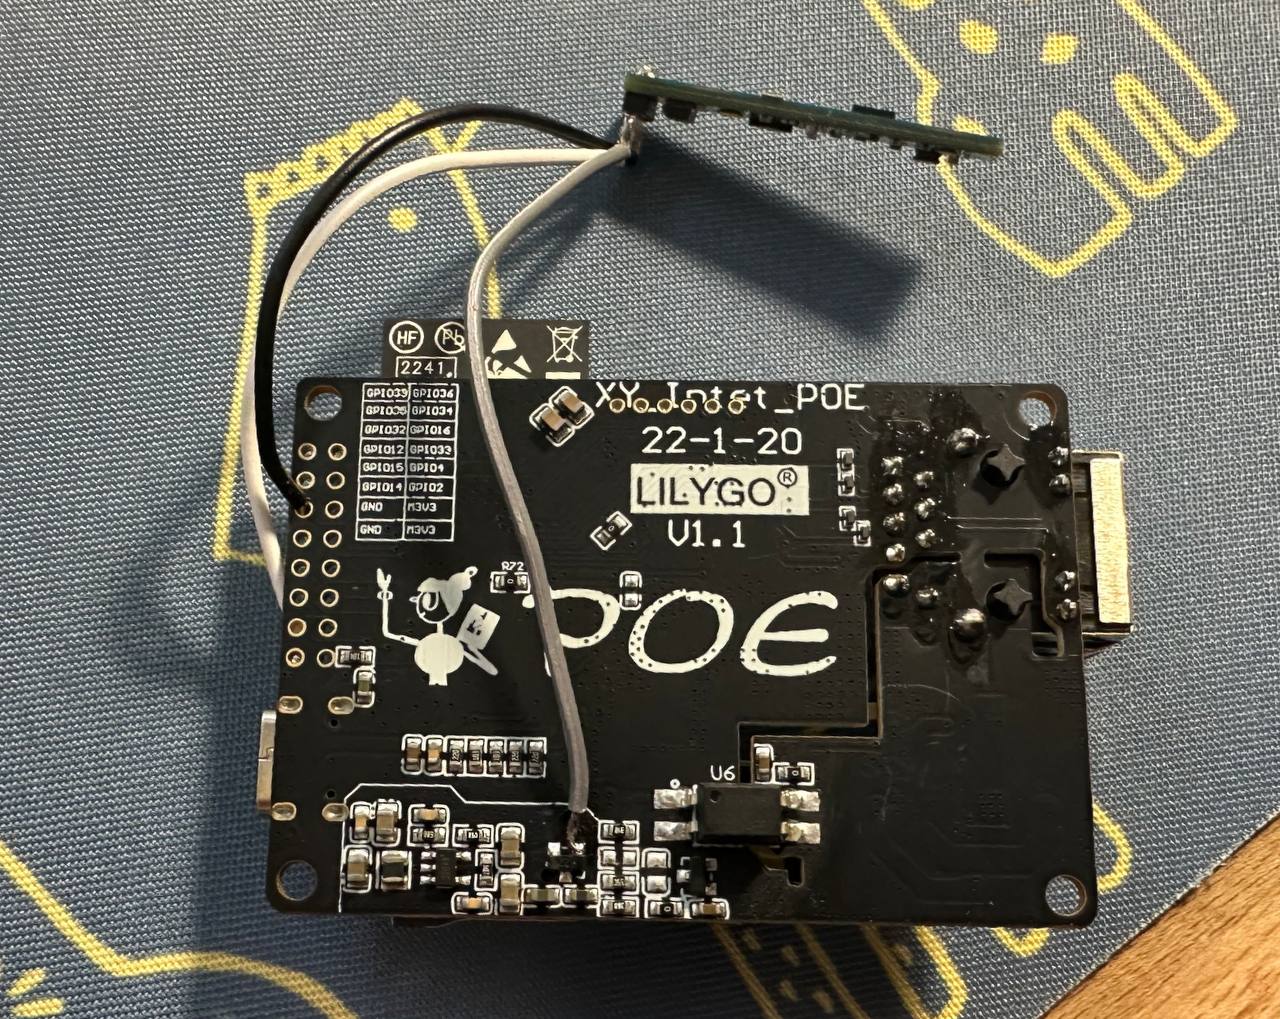 HF Pb
2241
XY_Intet_POE
22-1-20
LILYGO®
V1.1
GPIO39 GPIO36
GPIO35 GPIO34
GPIO32 GPIO16
GPIO12 GPIO33
GPIO15 GPIO4
GPIO14 GPIO2
GND M3V3
GND M3V3
R72
POE
U6